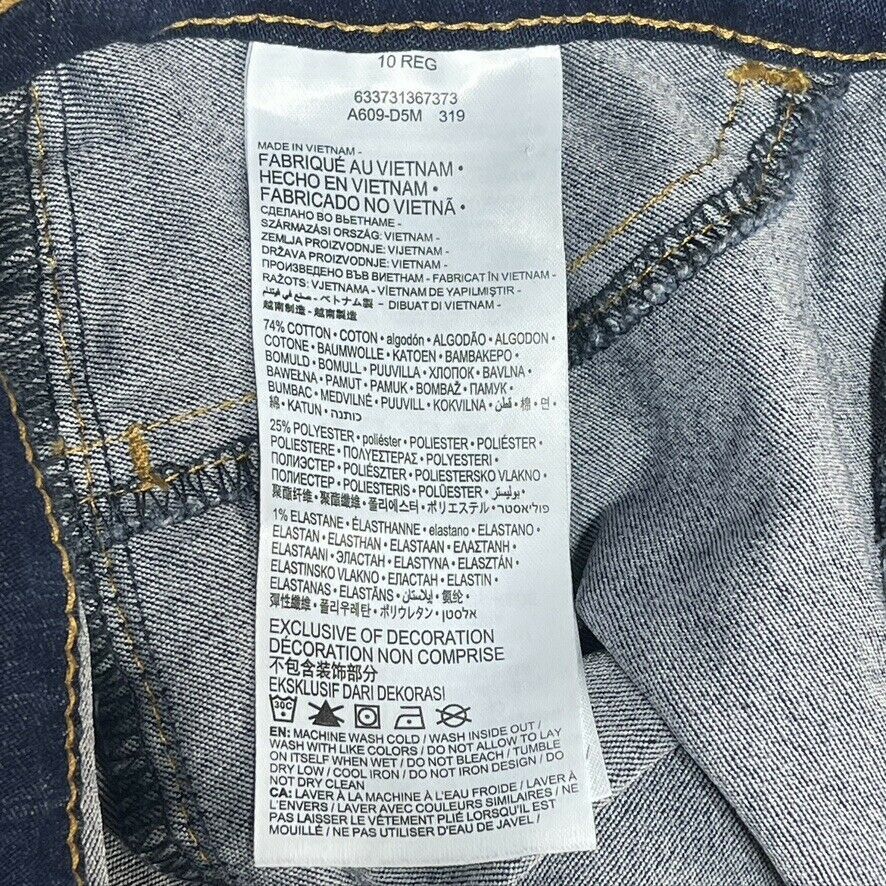 10 REG
633731367373
A609-D5M 319
MADE IN VIETNAM -
FABRIQUÉ AU VIETNAM •
HECHO EN VIETNAM •
FABRICADO NO VIETNÃ •
СДЕЛАНО ВО ВЬЕТНАМЕ -
SZÁRMAZÁSI ORSZÁG: VIETNAM -
ZEMLJA PROIZVODNJE: VIJETNAM -
DRŽAVA PROIZVODNJE: VIETNAM -
ПРОИЗВЕДЕНО ВЪВ ВИЕТНАМ - FABRICAT ÎN VIETNAM -
RAŽOTS: VJETNAMA - VİETNAM DE YAPILMIŞTIR -
صنع في فيتنام - ベトナム製 - DIBUAT DI VIETNAM -
越南制造 - 越南製造
74% COTTON • COTON • algodón • ALGODÃO • ALGODON •
COTONE • BAUMWOLLE • KATOEN • ΒΑΜΒΑΚΕΡΟ •
BOMULD • BOMULL • PUUVILLA • ХЛОПОК • BAVLNA •
BAWEŁNA • PAMUT • PAMUK • BOMBAŽ • ПАМУК •
BUMBAC • MEDVILNĖ • PUUVILL • KOKVILNA • قطن • 棉 • 면 •
綿 • KATUN • כותנה
25% POLYESTER • poliéster • POLIESTER • POLIÉSTER •
POLIESTERE • ΠΟΛΥΕΣΤΕΡΑΣ • POLYESTERI •
ПОЛИЭСТЕР • POLIÉSZTER • POLIESTERSKO VLAKNO •
ПОЛИЕСТЕР • POLIESTERIS • POLÜESTER • بوليستر •
聚酯纤维 • 聚酯纖維 • 폴리에스터 • ポリエステル • פוליאסטר
1% ELASTANE • ÉLASTHANNE • elastano • ELASTANO •
ELASTAN • ELASTHAN • ELASTAAN • ΕΛΑΣΤΑΝΗ •
ELASTAANI • ЭЛАСТАН • ELASTYNA • ELASZTÁN •
ELASTINSKO VLAKNO • ЕЛАСТАН • ELASTIN •
ELASTANAS • ELASTĀNS • إيلاستان • 氨纶 •
彈性纖維 • 폴리우레탄 • ポリウレタン • אלסטן
EXCLUSIVE OF DECORATION
DÉCORATION NON COMPRISE
不包含装饰部分
EKSKLUSIF DARI DEKORASI
30C
EN: MACHINE WASH COLD / WASH INSIDE OUT /
WASH WITH LIKE COLORS / DO NOT ALLOW TO LAY
ON ITSELF WHEN WET / DO NOT BLEACH / TUMBLE
DRY LOW / COOL IRON / DO NOT IRON DESIGN / DO
NOT DRY CLEAN
CA: LAVER À LA MACHINE À L'EAU FROIDE / LAVER À
L'ENVERS / LAVER AVEC COULEURS SIMILAIRES / NE
PAS LAISSER LE VÊTEMENT PLIÉ LORSQU'IL EST
MOUILLÉ / NE PAS UTILISER D'EAU DE JAVEL /